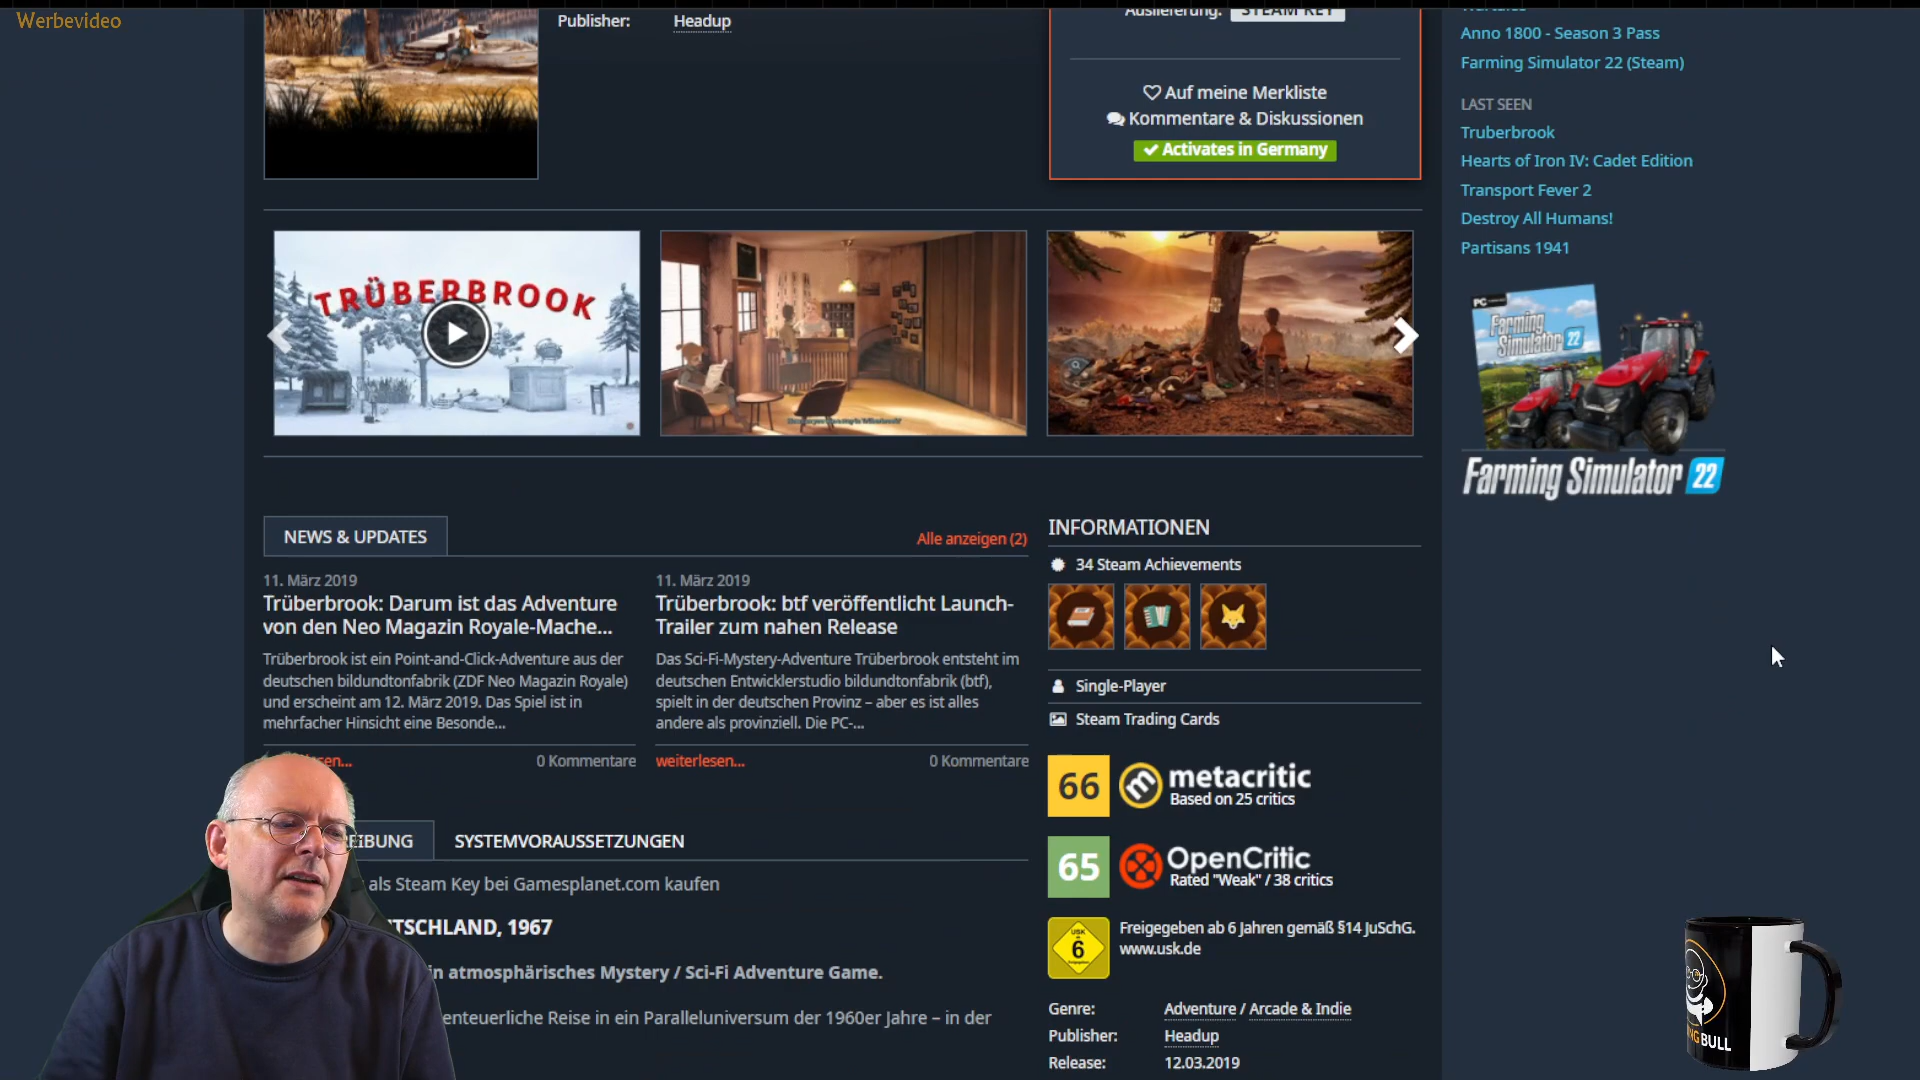 Werbevideo
Publisher: Headup
Auslieferung: STEAM KEY
Auf meine Merkliste
Kommentare & Diskussionen
Activates in Germany
Anno 1800 - Season 3 Pass
Farming Simulator 22 (Steam)
LAST SEEN
Truberbrook
Hearts of Iron IV: Cadet Edition
Transport Fever 2
Destroy All Humans!
Partisans 1941
TRÜBERBROOK
PC
Farming Simulator 22
Farming Simulator 22
NEWS & UPDATES
Alle anzeigen (2)
11. März 2019
Trüberbrook: Darum ist das Adventure
von den Neo Magazin Royale-Mache...
Trüberbrook ist ein Point-and-Click-Adventure aus der
deutschen bildundtonfabrik (ZDF Neo Magazin Royale)
und erscheint am 12. März 2019. Das Spiel ist in
mehrfacher Hinsicht eine Besonde...
sen...
0 Kommentare
11. März 2019
Trüberbrook: btf veröffentlicht Launch-
Trailer zum nahen Release
Das Sci-Fi-Mystery-Adventure Trüberbrook entsteht im
deutschen Entwicklerstudio bildundtonfabrik (btf),
spielt in der deutschen Provinz – aber es ist alles
andere als provinziell. Die PC-...
weiterlesen...
0 Kommentare
REIBUNG
SYSTEMVORAUSSETZUNGEN
als Steam Key bei Gamesplanet.com kaufen
TSCHLAND, 1967
in atmosphärisches Mystery / Sci-Fi Adventure Game.
enteuerliche Reise in ein Paralleluniversum der 1960er Jahre – in der
INFORMATIONEN
34 Steam Achievements
Single-Player
Steam Trading Cards
66 metacritic
Based on 25 critics
65 OpenCritic
Rated "Weak" / 38 critics
USK
6
Freigegeben ab 6 Jahren gemäß §14 JuSchG.
www.usk.de
Genre: Adventure / Arcade & Indie
Publisher: Headup
Release: 12.03.2019
NGBULL